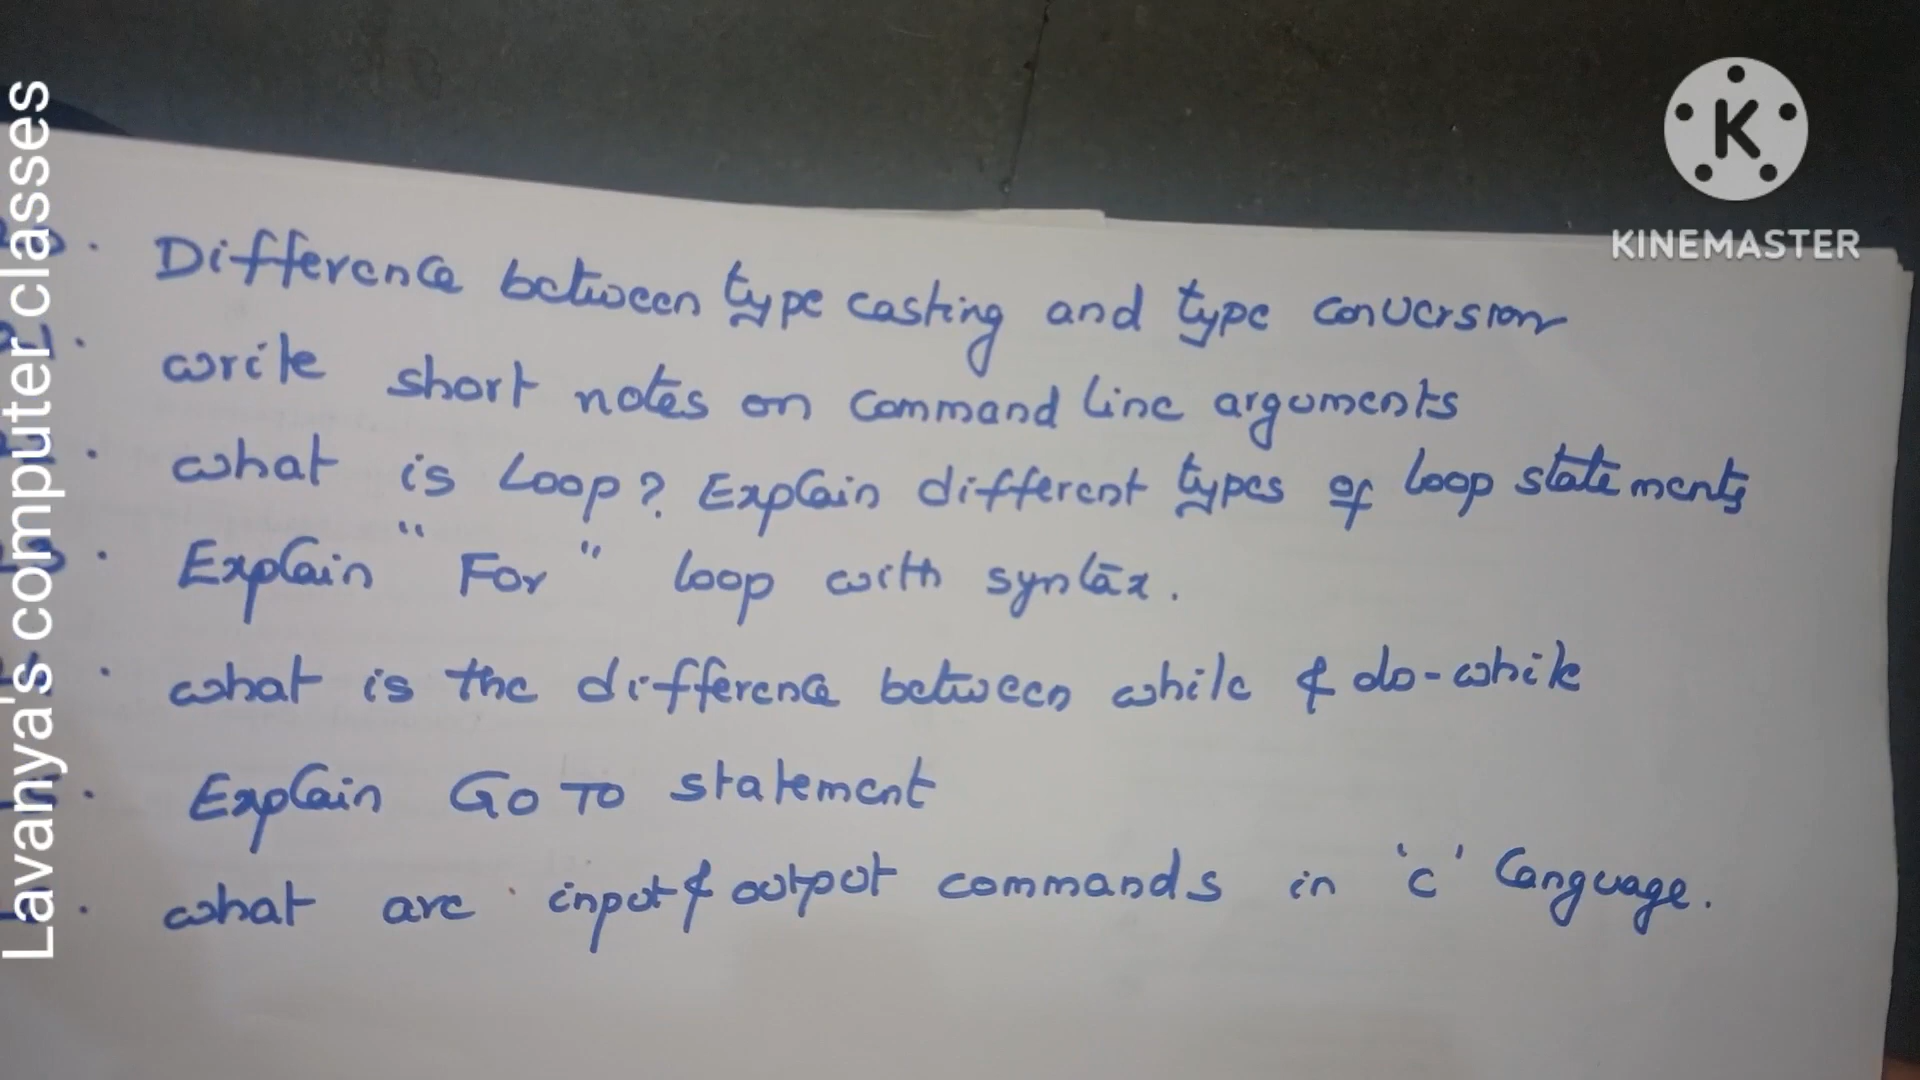 Lavanya's computer classes
K
KINEMASTER
Difference between type casting and type conversion
write short notes on command line arguments
what is Loop? Explain different types of loop statements
Explain "For" loop with syntax.
what is the difference between while & do-while
Explain GO TO statement
what are input & output commands in 'c' language.